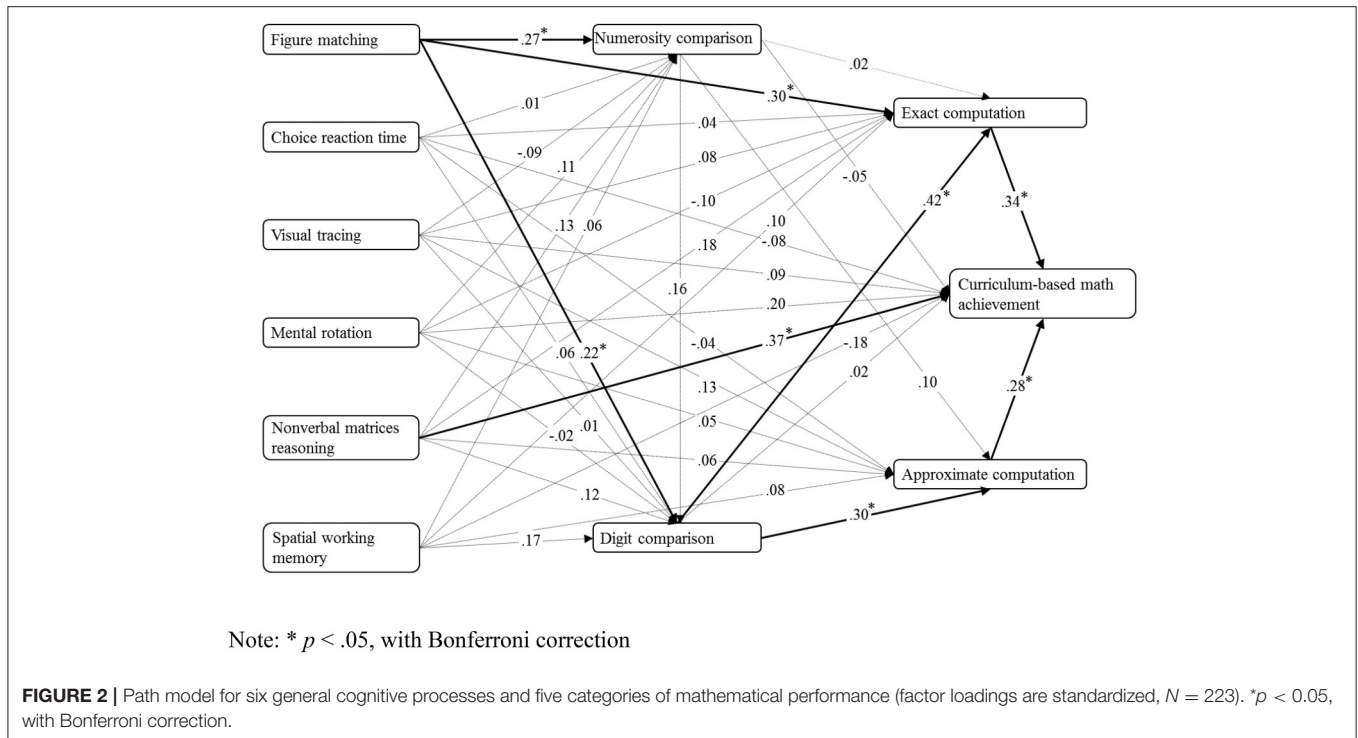 Figure matching
.27*
Numerosity comparison
.02
.30*
Exact computation
.01
.04
Choice reaction time
-.09
.11
.08
-.05
-.10
.42*
.34*
Visual tracing
.13
.06
.18
.10
-.08
.09
.16
.20
Curriculum-based math
achievement
Mental rotation
.06
.22*
.37*
-.04
-.18
.02
.13
.10
.28*
Nonverbal matrices
reasoning
.01
-.02
.05
.06
Approximate computation
.12
.08
.30*
Spatial working
memory
.17
Digit comparison
Note: * p < .05, with Bonferroni correction
FIGURE 2 | Path model for six general cognitive processes and five categories of mathematical performance (factor loadings are standardized, N = 223). *p < 0.05,
with Bonferroni correction.